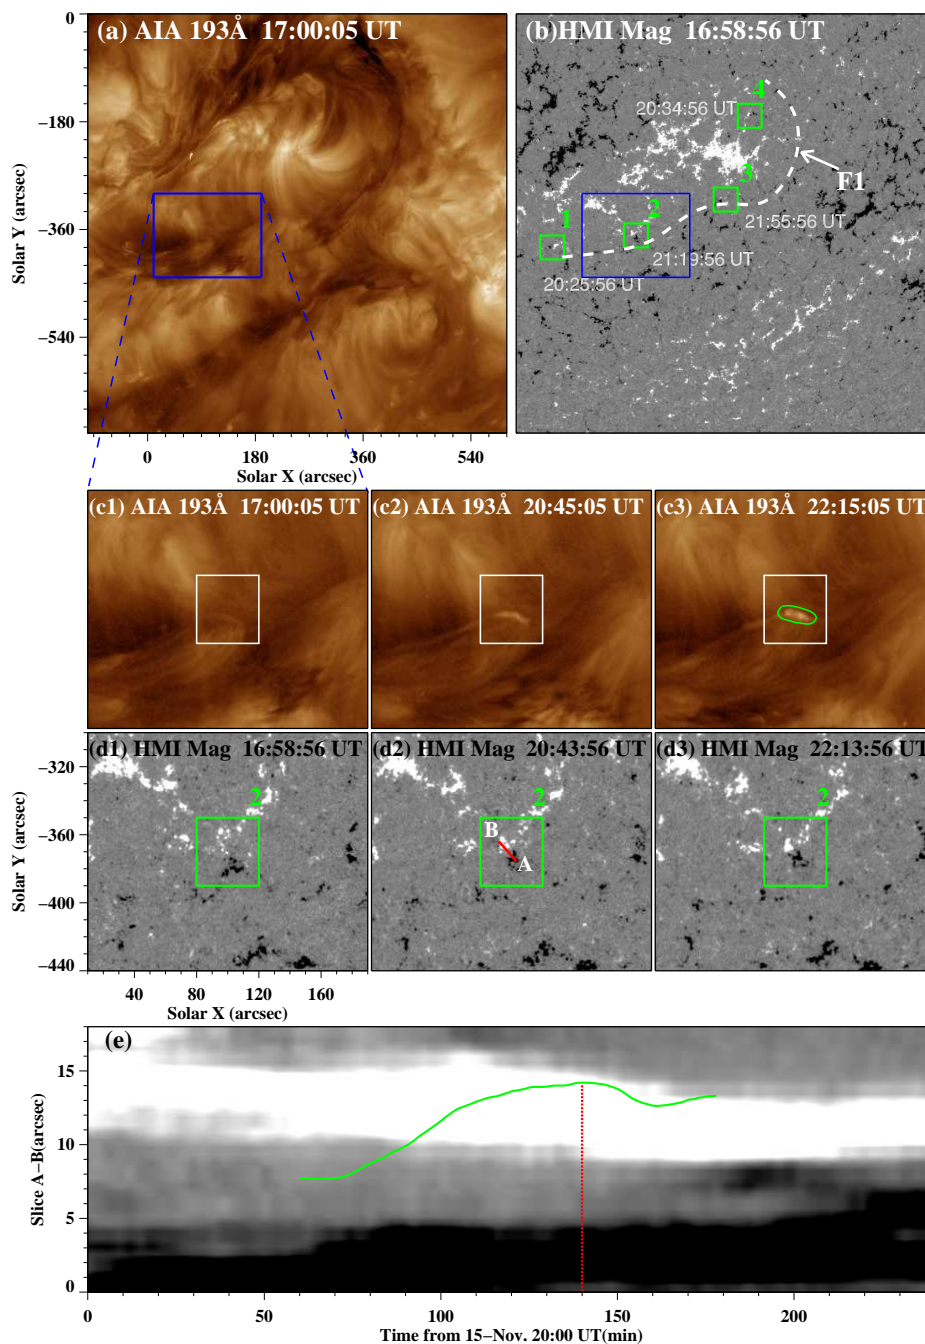 (a) AIA 193Å 17:00:05 UT
(b)HMI Mag 16:58:56 UT
0
−180
−360
−540
Solar Y (arcsec)
0 180 360 540
Solar X (arcsec)
4
20:34:56 UT
F1
3
21:55:56 UT
1
2
21:19:56 UT
20:25:56 UT
(c1) AIA 193Å 17:00:05 UT
(c2) AIA 193Å 20:45:05 UT
(c3) AIA 193Å 22:15:05 UT
(d1) HMI Mag 16:58:56 UT
(d2) HMI Mag 20:43:56 UT
(d3) HMI Mag 22:13:56 UT
2
2
B
A
2
−320
−360
−400
−440
Solar Y (arcsec)
40 80 120 160
Solar X (arcsec)
(e)
15
10
5
0
Slice A−B(arcsec)
0 50 100 150 200
Time from 15−Nov. 20:00 UT(min)